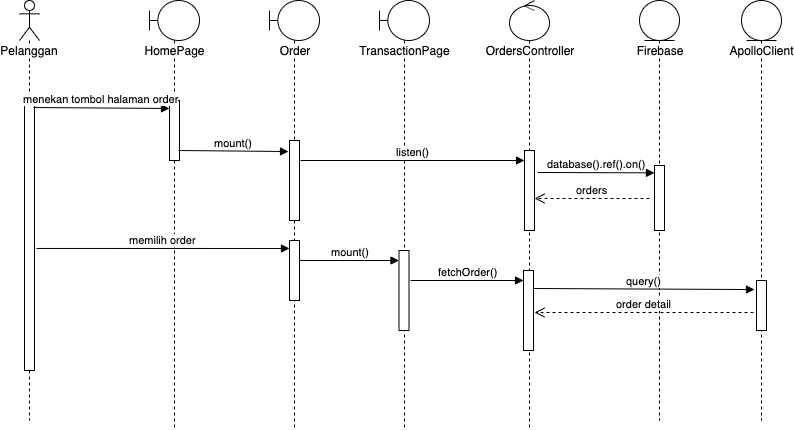 Pelanggan
HomePage
Order
TransactionPage
OrdersController
Firebase
ApolloClient
menekan tombol halaman order
mount()
listen()
database().ref().on()
orders
memilih order
mount()
fetchOrder()
query()
order detail